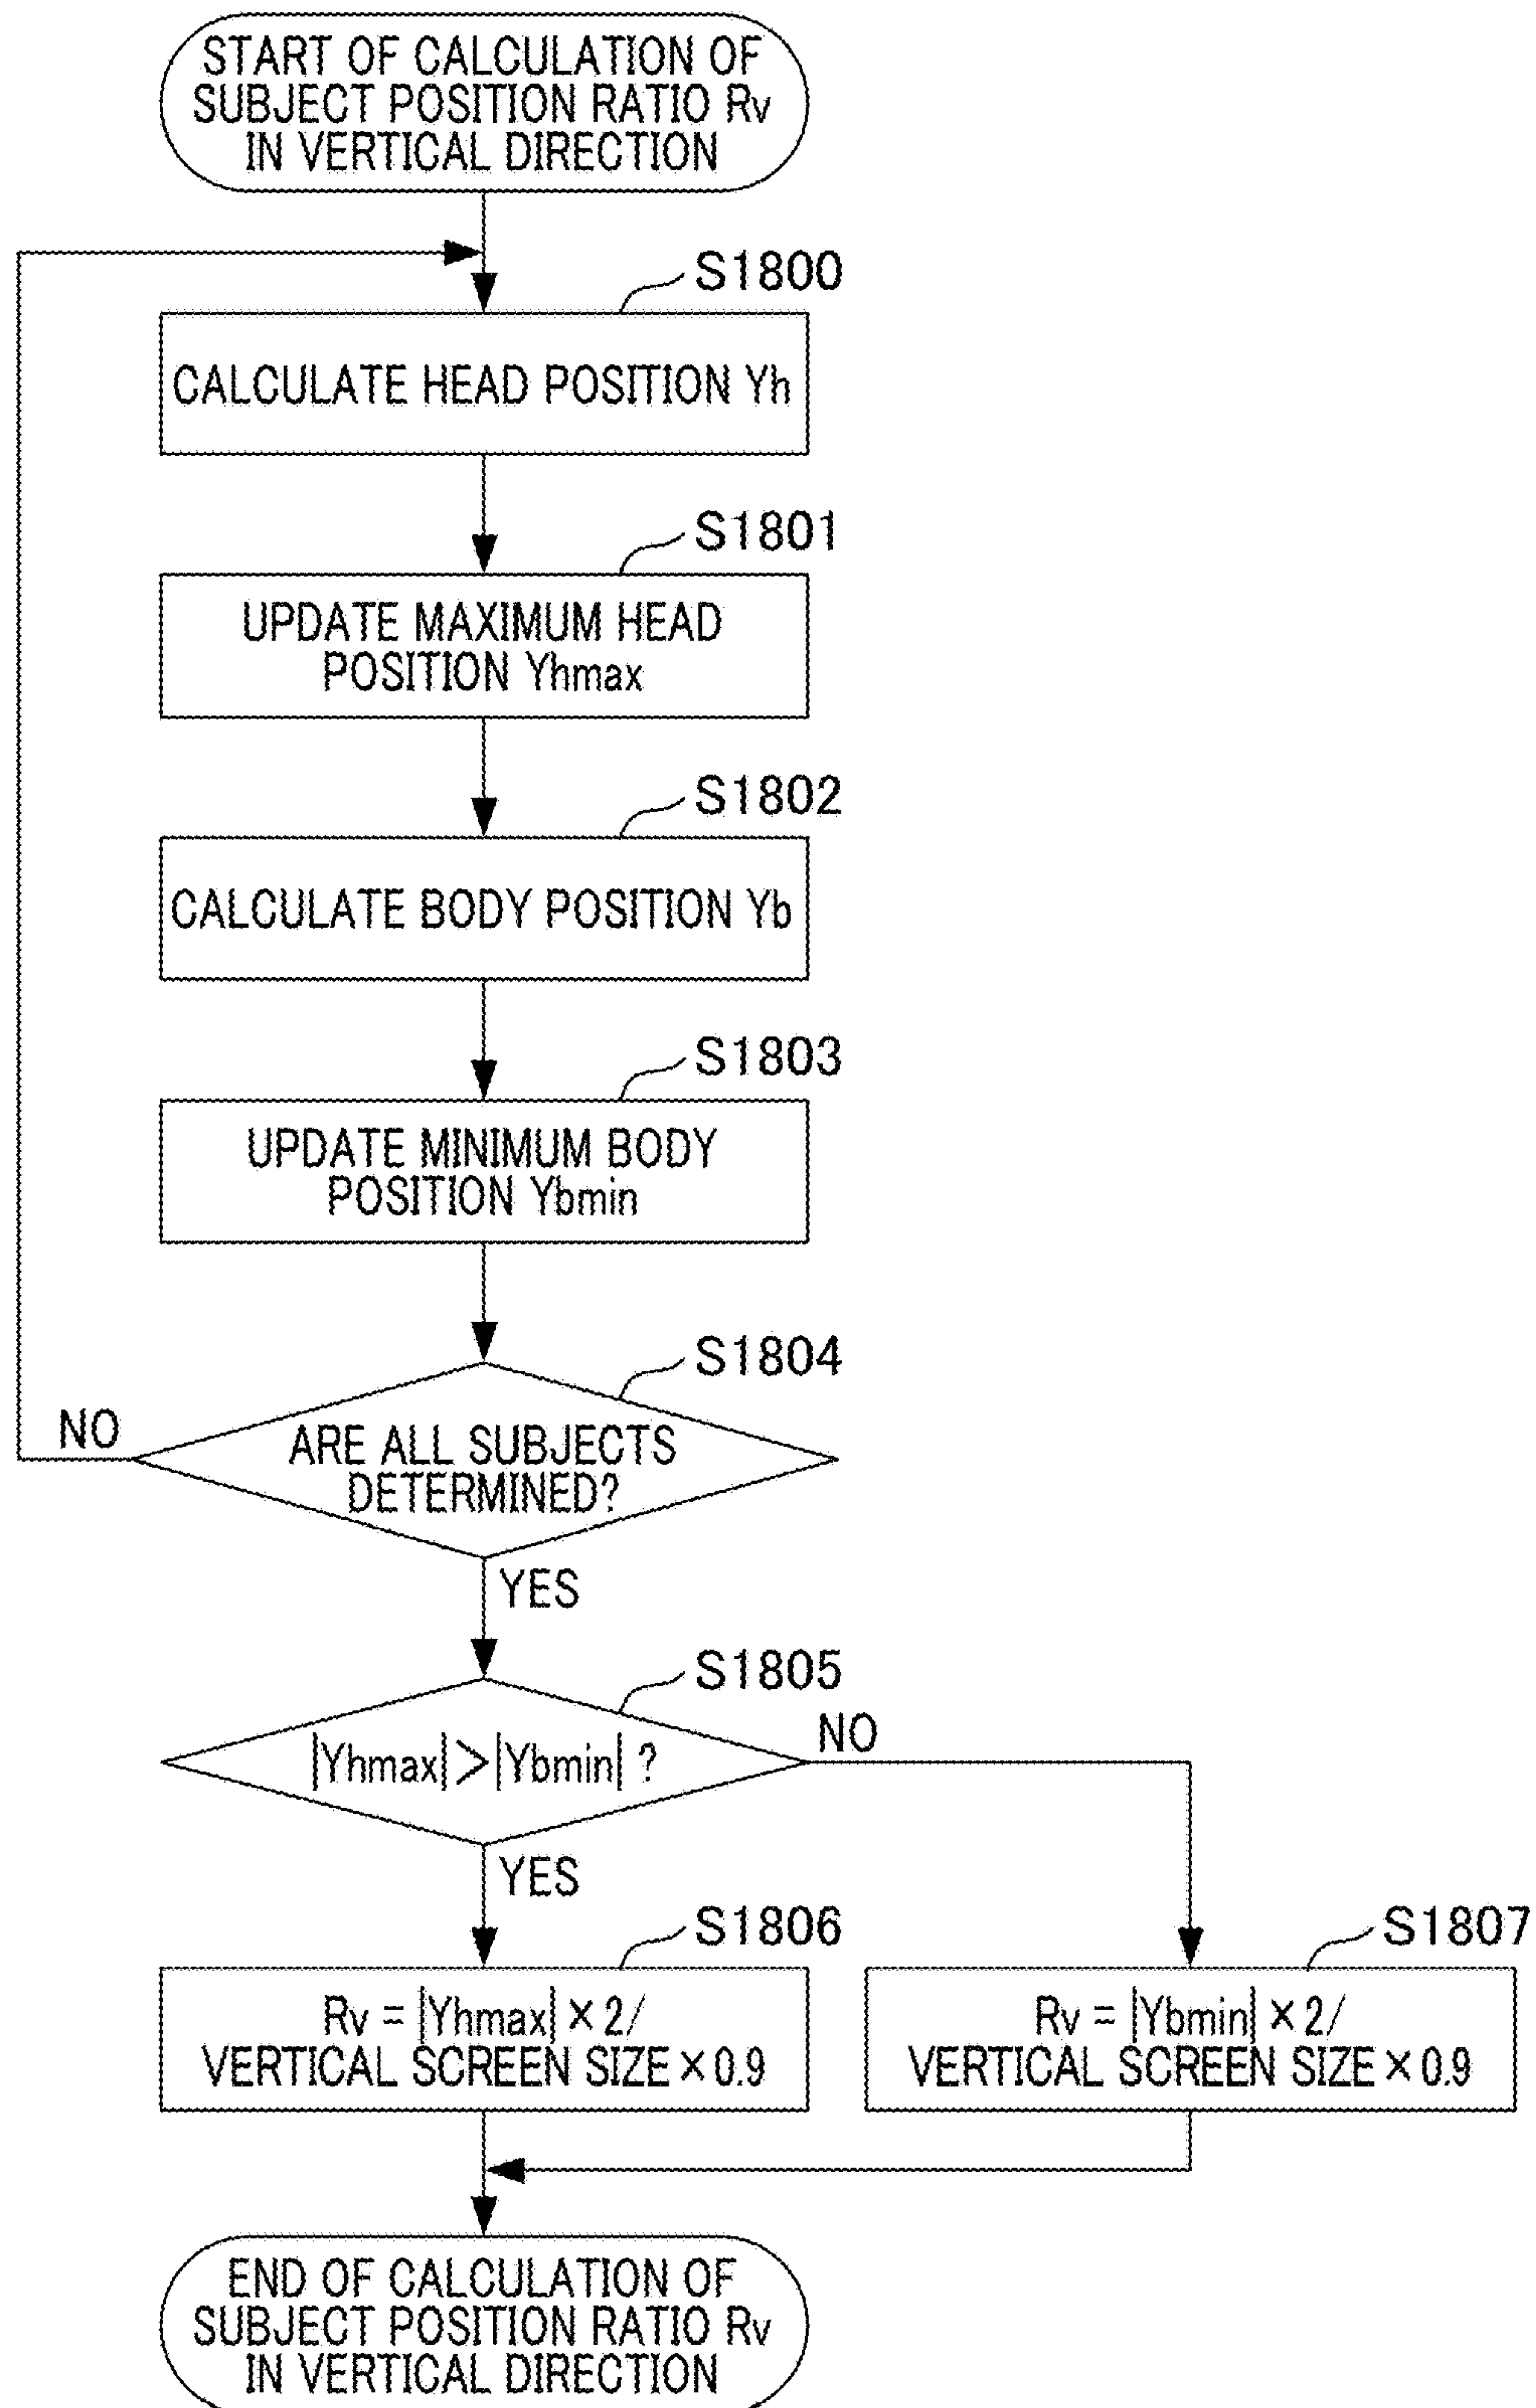 START OF CALCULATION OF
SUBJECT POSITION RATIO Rv
IN VERTICAL DIRECTION
S1800
CALCULATE HEAD POSITION Yh
S1801
UPDATE MAXIMUM HEAD
POSITION Yhmax
S1802
CALCULATE BODY POSITION Yb
S1803
UPDATE MINIMUM BODY
POSITION Ybmin
S1804
NO
ARE ALL SUBJECTS
DETERMINED?
YES
S1805
NO
|Yhmax|>|Ybmin| ?
YES
S1806
Rv = |Yhmax| × 2/
VERTICAL SCREEN SIZE × 0.9
S1807
Rv = |Ybmin| × 2/
VERTICAL SCREEN SIZE × 0.9
END OF CALCULATION OF
SUBJECT POSITION RATIO Rv
IN VERTICAL DIRECTION